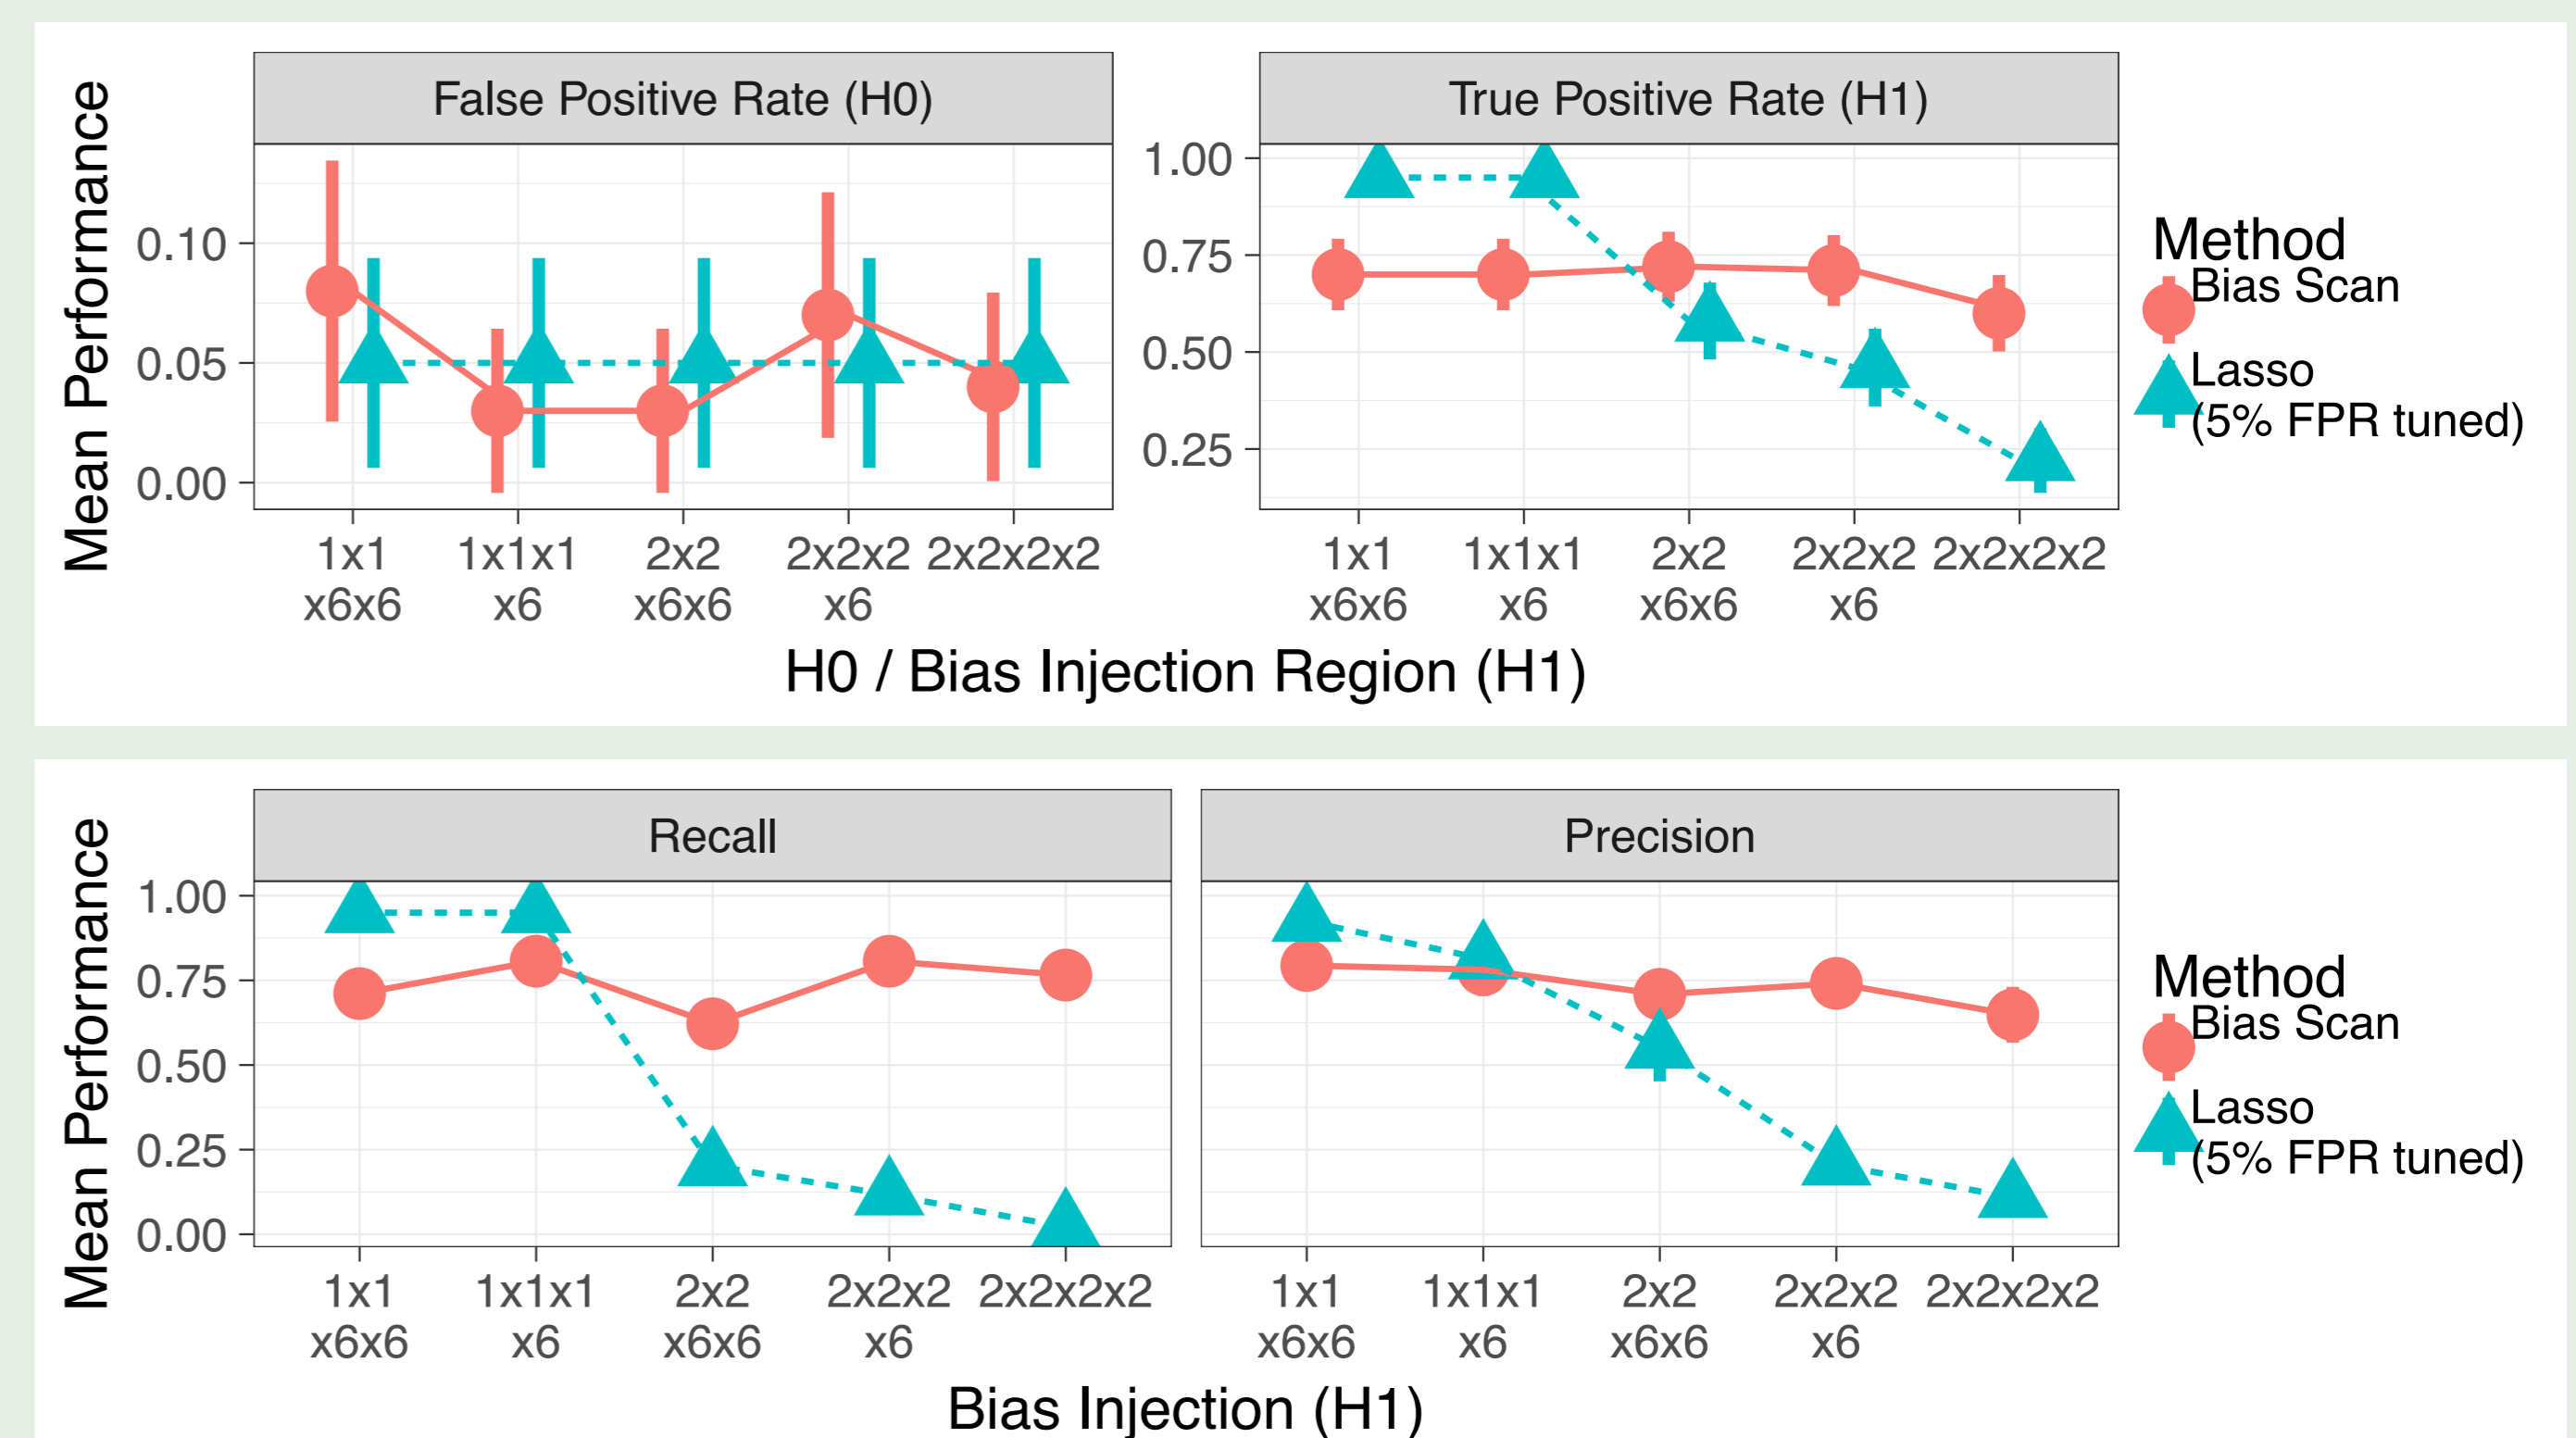 False Positive Rate (H0)
True Positive Rate (H1)
Mean Performance
0.10
0.05
0.00
1.00
0.75
0.50
0.25
1x1 1x1x1 2x2 2x2x2 2x2x2x2
x6x6 x6 x6x6 x6
1x1 1x1x1 2x2 2x2x2 2x2x2x2
x6x6 x6 x6x6 x6
H0 / Bias Injection Region (H1)
Method
Bias Scan
Lasso
(5% FPR tuned)
Recall
Precision
Mean Performance
1.00
0.75
0.50
0.25
0.00
1x1 1x1x1 2x2 2x2x2 2x2x2x2
x6x6 x6 x6x6 x6
1x1 1x1x1 2x2 2x2x2 2x2x2x2
x6x6 x6 x6x6 x6
Bias Injection (H1)
Method
Bias Scan
Lasso
(5% FPR tuned)